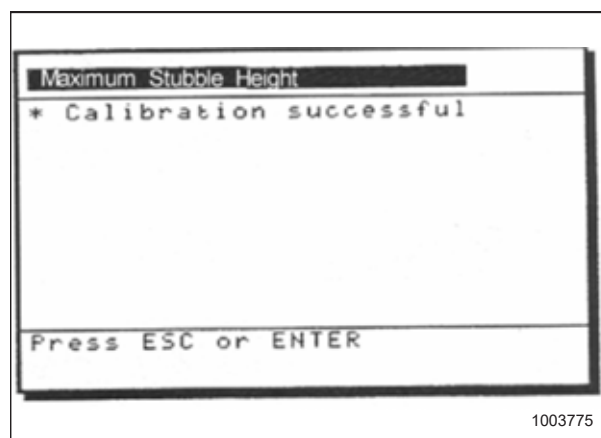 Maximum Stubble Height
* Calibration successful
Press ESC or ENTER
1003775